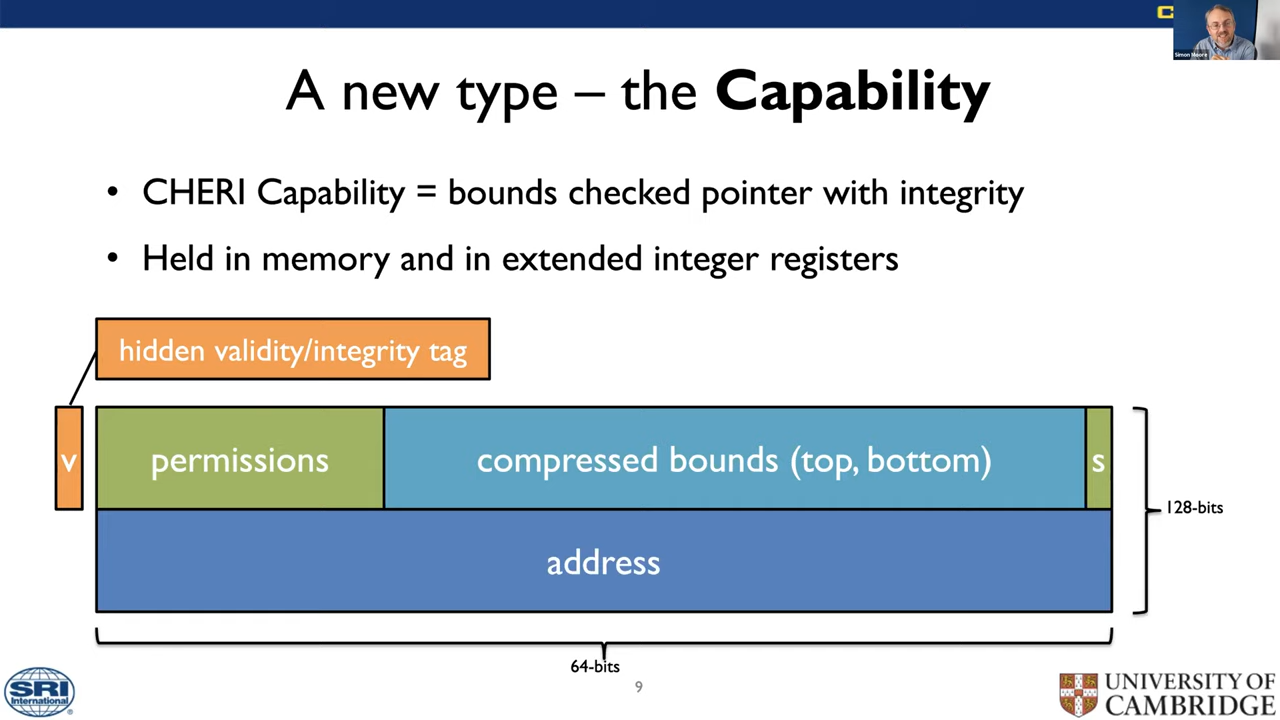 C
Simon Moore
A new type – the Capability
• CHERI Capability = bounds checked pointer with integrity
• Held in memory and in extended integer registers
hidden validity/integrity tag
v
permissions
compressed bounds (top, bottom)
s
address
128-bits
64-bits
9
SRI
International
®
UNIVERSITY OF
CAMBRIDGE